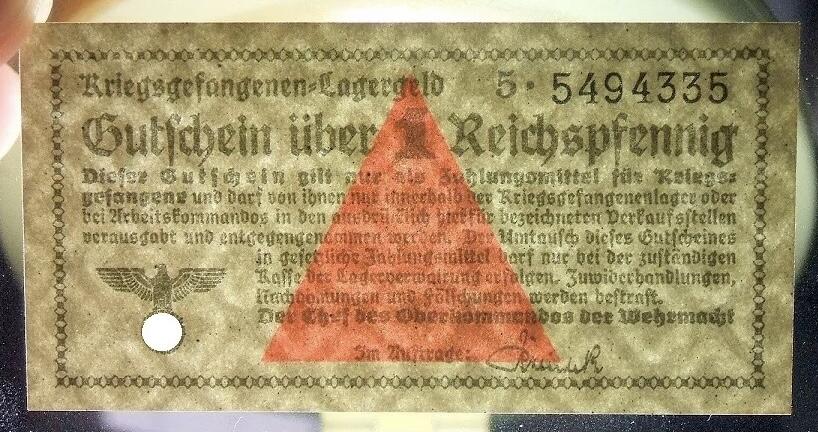 Kriegsgefangenen-Lagergeld 5· 5494335
Gutschein über 1 Reichspfennig
Dieser Gutschein gilt nur als Zahlungsmittel für Kriegs-
gefangene und darf von ihnen nur innerhalb der Kriegsgefangenenlager oder
bei Arbeitskommandos in den ausdrücklich hierfür bezeichneten Verkaufsstellen
verausgabt und entgegengenommen werden. Der Umtausch dieses Gutscheines
in gesetzliche Zahlungsmittel darf nur bei der zuständigen
Kasse der Lagerverwaltung erfolgen. Zuwiderhandlungen,
Nachahmungen und Fälschungen werden bestraft.
Der Chef des Oberkommandos der Wehrmacht
Im Auftrage: